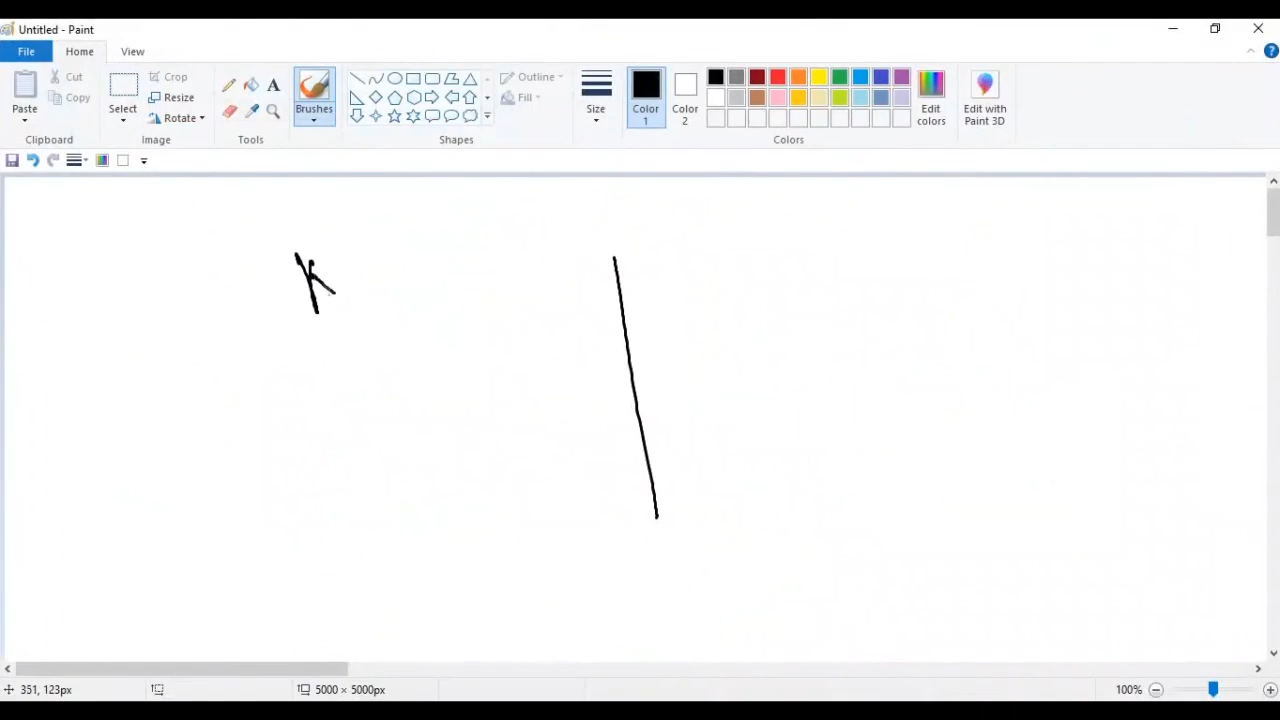 Untitled - Paint
File Home View
Paste Cut Copy Clipboard
Select Crop Resize Rotate Image
Tools
Brushes
Shapes
Outline Fill
Size
Color 1 Color 2
Edit colors
Colors
Edit with Paint 3D
K
351, 123px 5000 × 5000px 100%